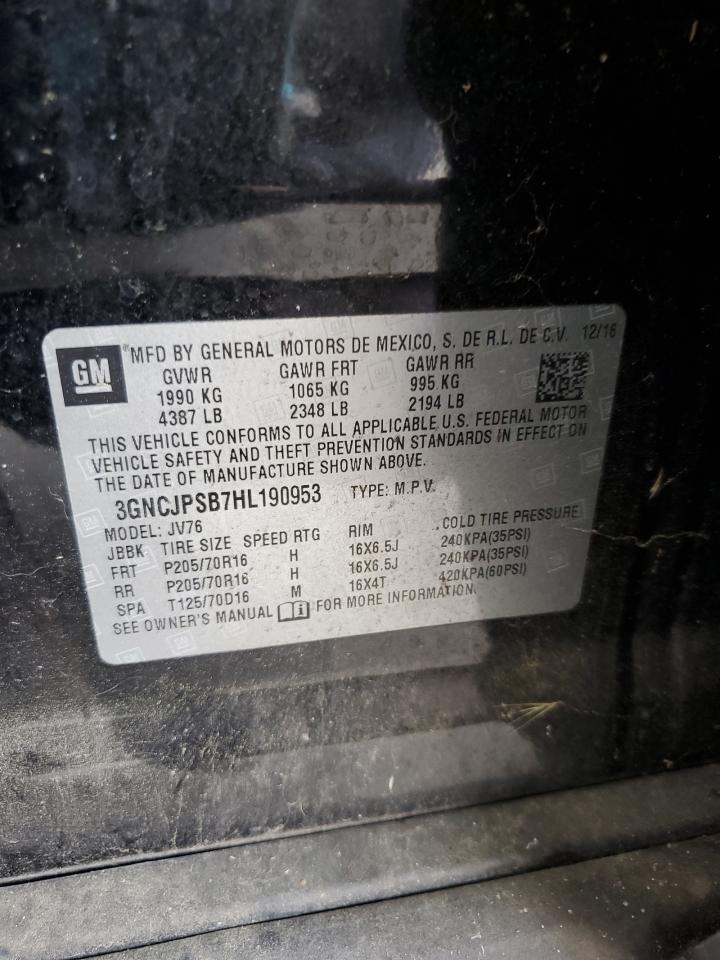 GM MFD BY GENERAL MOTORS DE MEXICO, S. DE R.L. DE C.V. 12/16
GVWR GAWR FRT GAWR RR
1990 KG 1065 KG 995 KG
4387 LB 2348 LB 2194 LB
THIS VEHICLE CONFORMS TO ALL APPLICABLE U.S. FEDERAL MOTOR
VEHICLE SAFETY AND THEFT PREVENTION STANDARDS IN EFFECT ON
THE DATE OF MANUFACTURE SHOWN ABOVE.
3GNCJPSB7HL190953 TYPE: M.P.V.
MODEL: JV76
JBBK TIRE SIZE SPEED RTG RIM COLD TIRE PRESSURE
FRT P205/70R16 H 16X6.5J 240KPA(35PSI)
RR P205/70R16 H 16X6.5J 240KPA(35PSI)
SPA T125/70D16 M 16X4T 420KPA(60PSI)
SEE OWNER'S MANUAL FOR MORE INFORMATION.